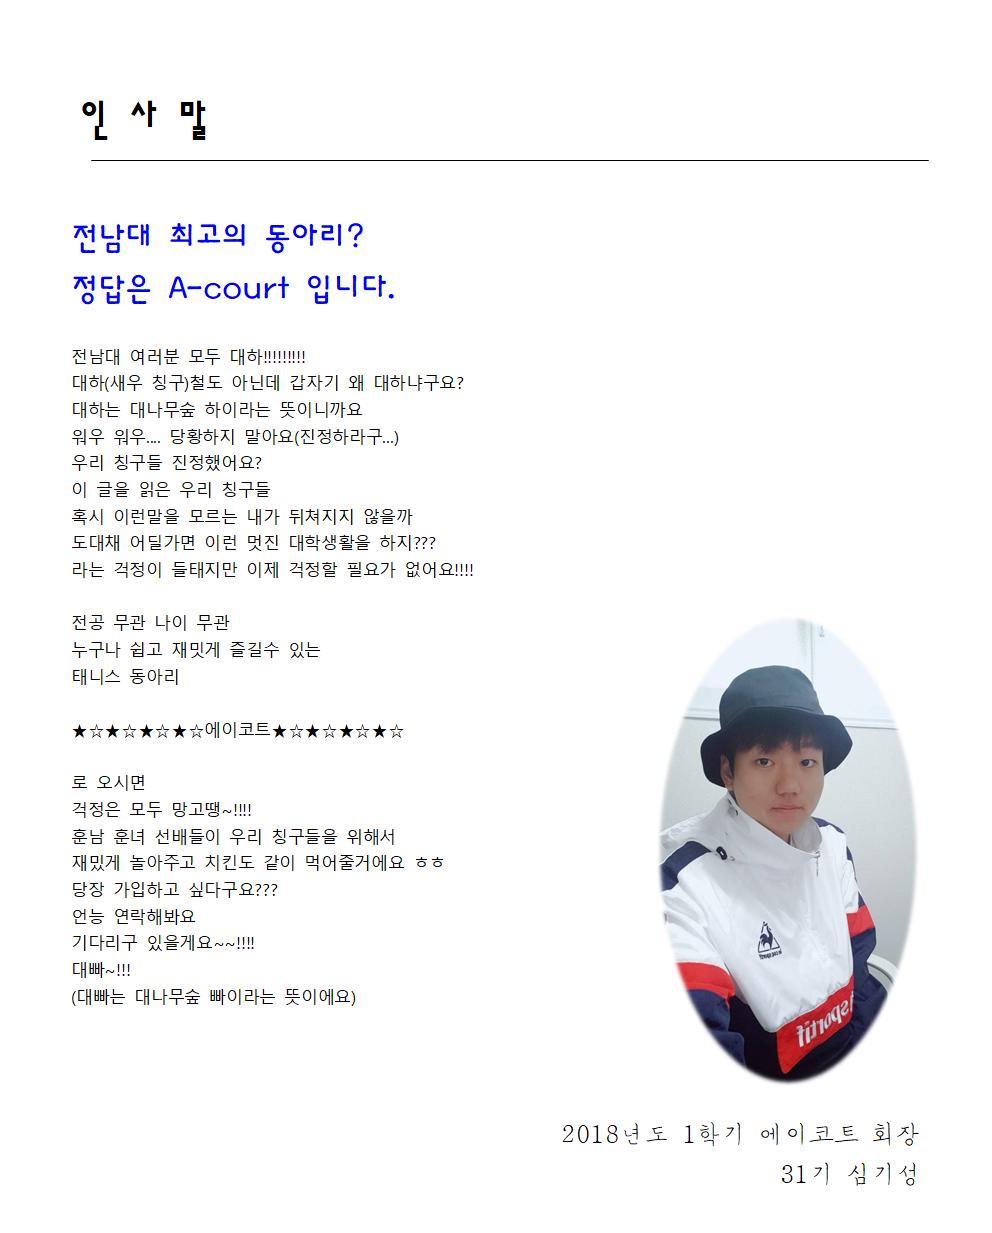 인 사 말
전남대 최고의 동아리?
정답은 A-court 입니다.
전남대 여러분 모두 대하!!!!!!!!!
대하(새우 칭구)철도 아닌데 갑자기 왜 대하냐구요?
대하는 대나무숲 하이라는 뜻이니까요
워우 워우.... 당황하지 말아요(진정하라구...)
우리 칭구들 진정했어요?
이 글을 읽은 우리 칭구들
혹시 이런말을 모르는 내가 뒤쳐지지 않을까
도대채 어딜가면 이런 멋진 대학생활을 하지???
라는 걱정이 들태지만 이제 걱정할 필요가 없어요!!!!
전공 무관 나이 무관
누구나 쉽고 재밋게 즐길수 있는
태니스 동아리
★☆★☆★☆★☆에이코트★☆★☆★☆★☆
로 오시면
걱정은 모두 망고땡~!!!!
훈남 훈녀 선배들이 우리 칭구들을 위해서
재밌게 놀아주고 치킨도 같이 먹어줄거에요 ㅎㅎ
당장 가입하고 싶다구요???
언능 연락해봐요
기다리구 있을게요~~!!!!
대빠~!!!
(대빠는 대나무숲 빠이라는 뜻이에요)
sportif
2018년도 1학기 에이코트 회장
31기 심기성